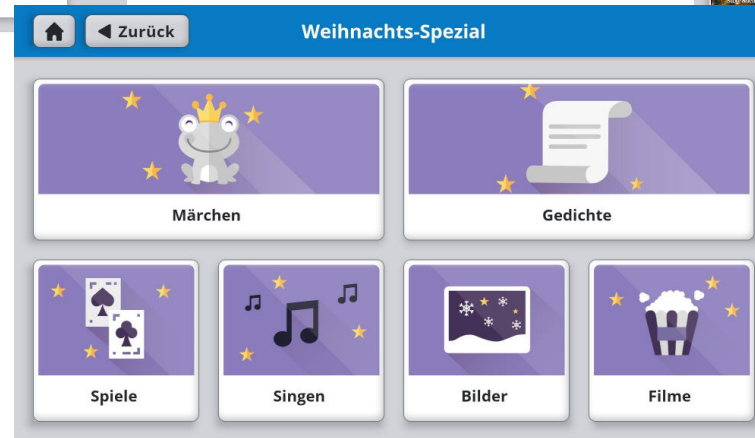 Zurück
Weihnachts-Spezial
Märchen
Gedichte
Spiele
Singen
Bilder
Filme